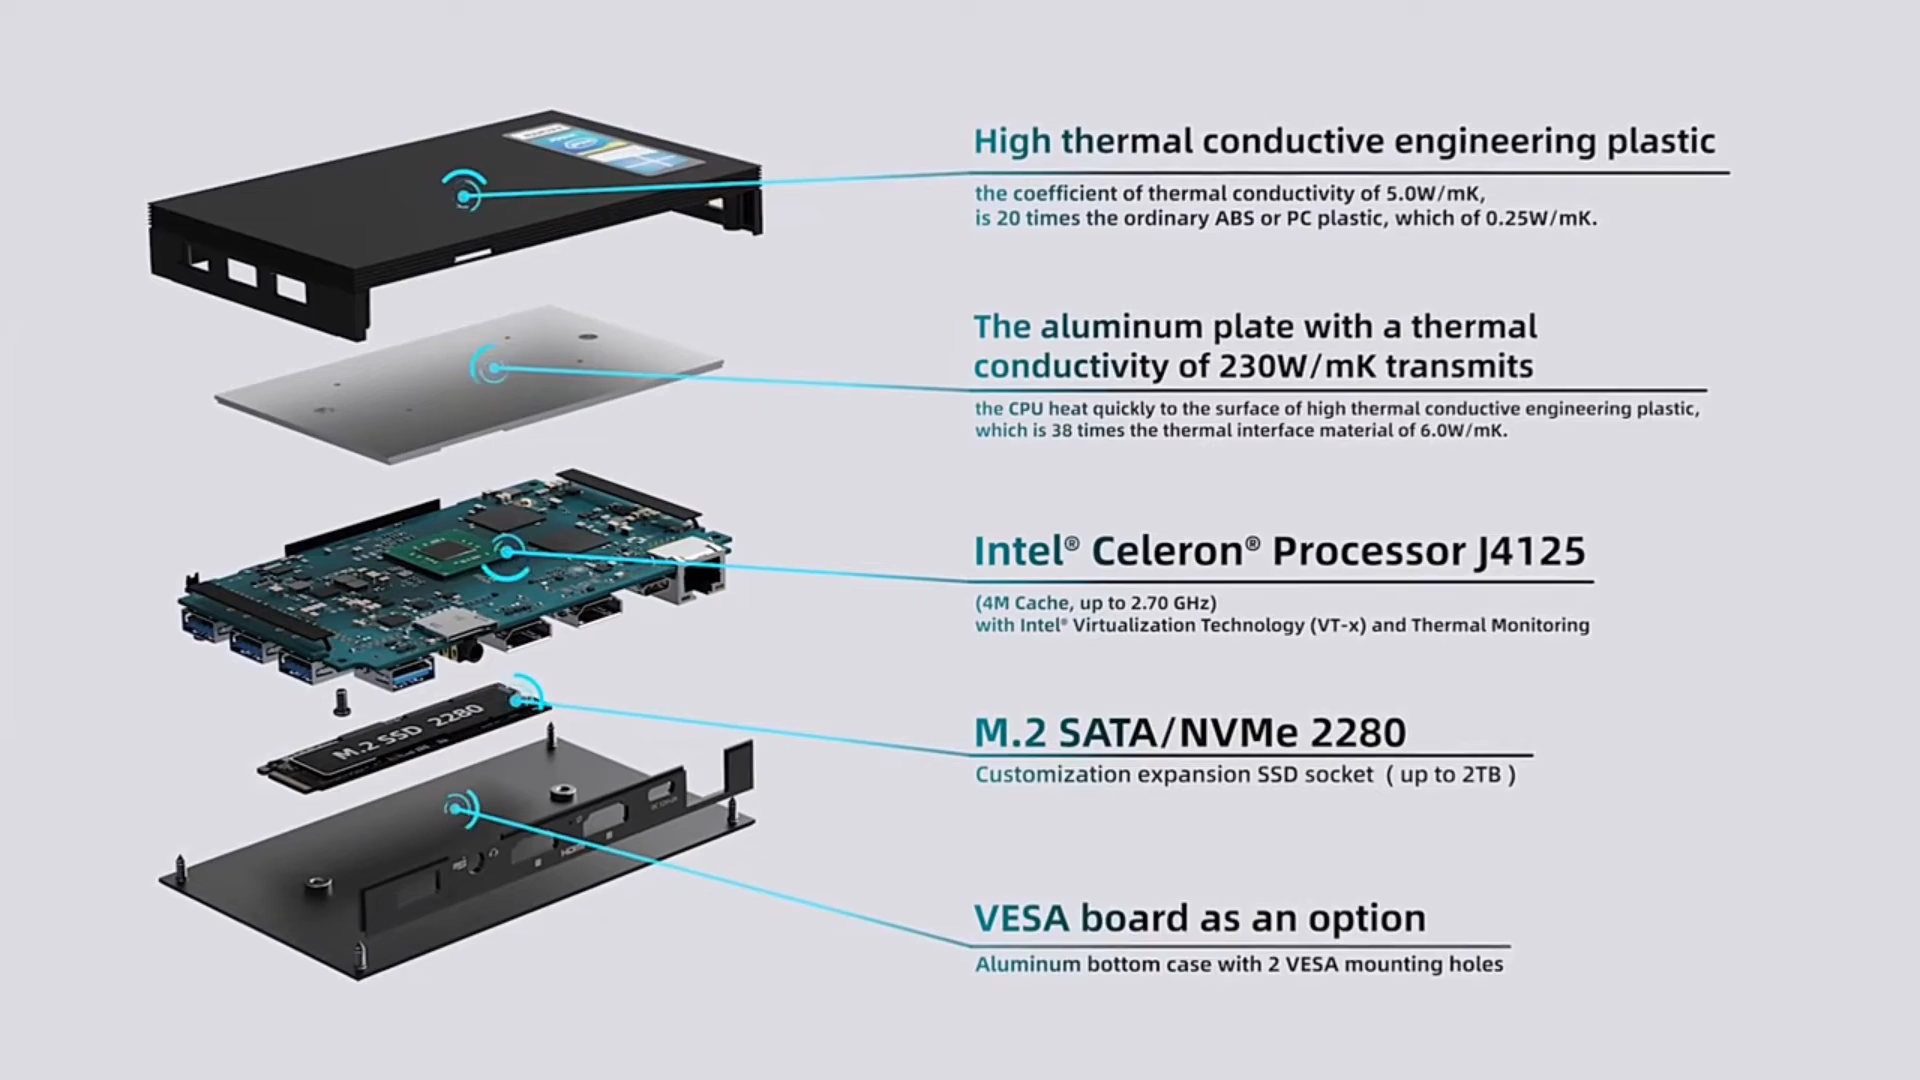 High thermal conductive engineering plastic
the coefficient of thermal conductivity of 5.0W/mK,
is 20 times the ordinary ABS or PC plastic, which of 0.25W/mK.
The aluminum plate with a thermal
conductivity of 230W/mK transmits
the CPU heat quickly to the surface of high thermal conductive engineering plastic,
which is 38 times the thermal interface material of 6.0W/mK.
Intel® Celeron® Processor J4125
(4M Cache, up to 2.70 GHz)
with Intel® Virtualization Technology (VT-x) and Thermal Monitoring
M.2 SSD 2280
M.2 SATA/NVMe 2280
Customization expansion SSD socket ( up to 2TB )
VESA board as an option
Aluminum bottom case with 2 VESA mounting holes